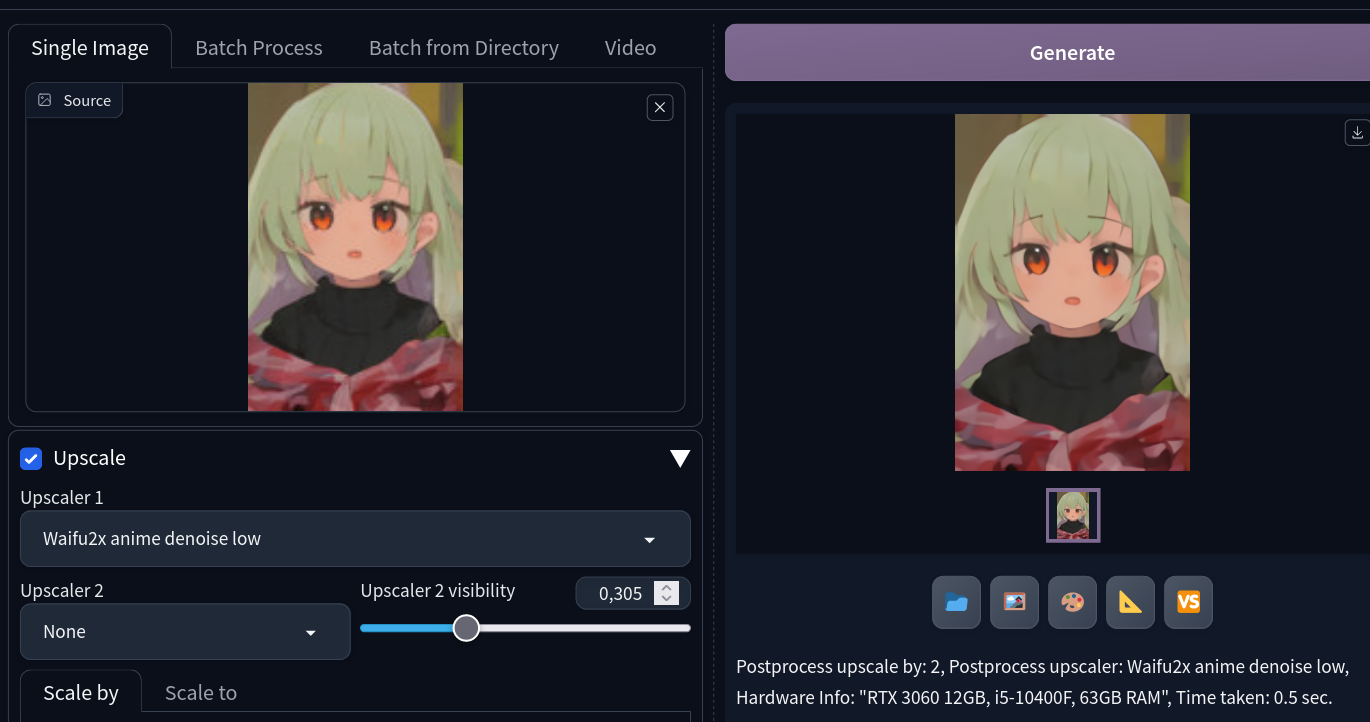 Single Image
Batch Process
Batch from Directory
Video
Source
Upscale
Upscaler 1
Waifu2x anime denoise low
Upscaler 2
None
Upscaler 2 visibility
0,305
Scale by
Scale to
Generate
VS
Postprocess upscale by: 2, Postprocess upscaler: Waifu2x anime denoise low,
Hardware Info: "RTX 3060 12GB, i5-10400F, 63GB RAM", Time taken: 0.5 sec.